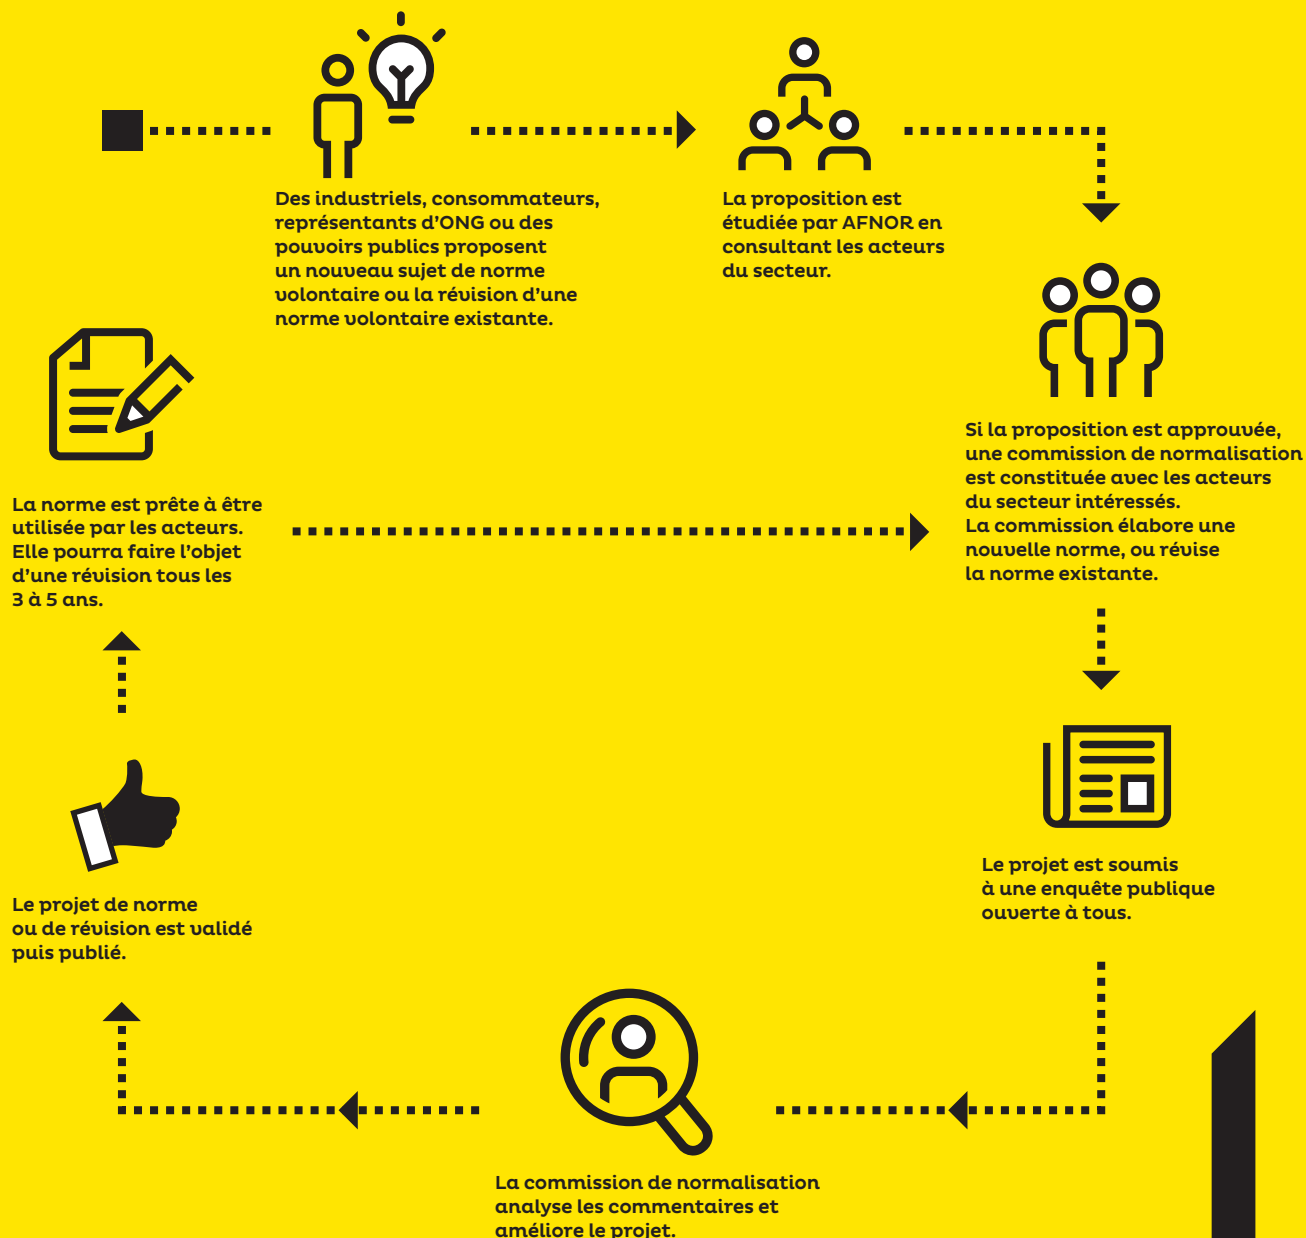 Des industriels, consommateurs,
représentants d'ONG ou des
pouvoirs publics proposent
un nouveau sujet de norme
volontaire ou la révision d'une
norme volontaire existante.
La proposition est
étudiée par AFNOR en
consultant les acteurs
du secteur.
Si la proposition est approuvée,
une commission de normalisation
est constituée avec les acteurs
du secteur intéressés.
La commission élabore une
nouvelle norme, ou révise
la norme existante.
Le projet est soumis
à une enquête publique
ouverte à tous.
La commission de normalisation
analyse les commentaires et
améliore le projet.
Le projet de norme
ou de révision est validé
puis publié.
La norme est prête à être
utilisée par les acteurs.
Elle pourra faire l'objet
d'une révision tous les
3 à 5 ans.